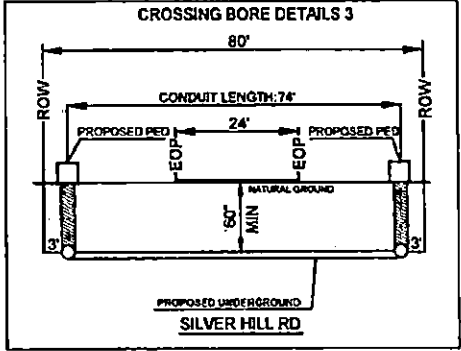 CROSSING BORE DETAILS 3
80'
ROW
ROW
CONDUIT LENGTH:74'
PROPOSED PED
24'
PROPOSED PED
EOP
EOP
NATURAL GROUND
60"
MIN
3'
3'
PROPOSED UNDERGROUND
SILVER HILL RD